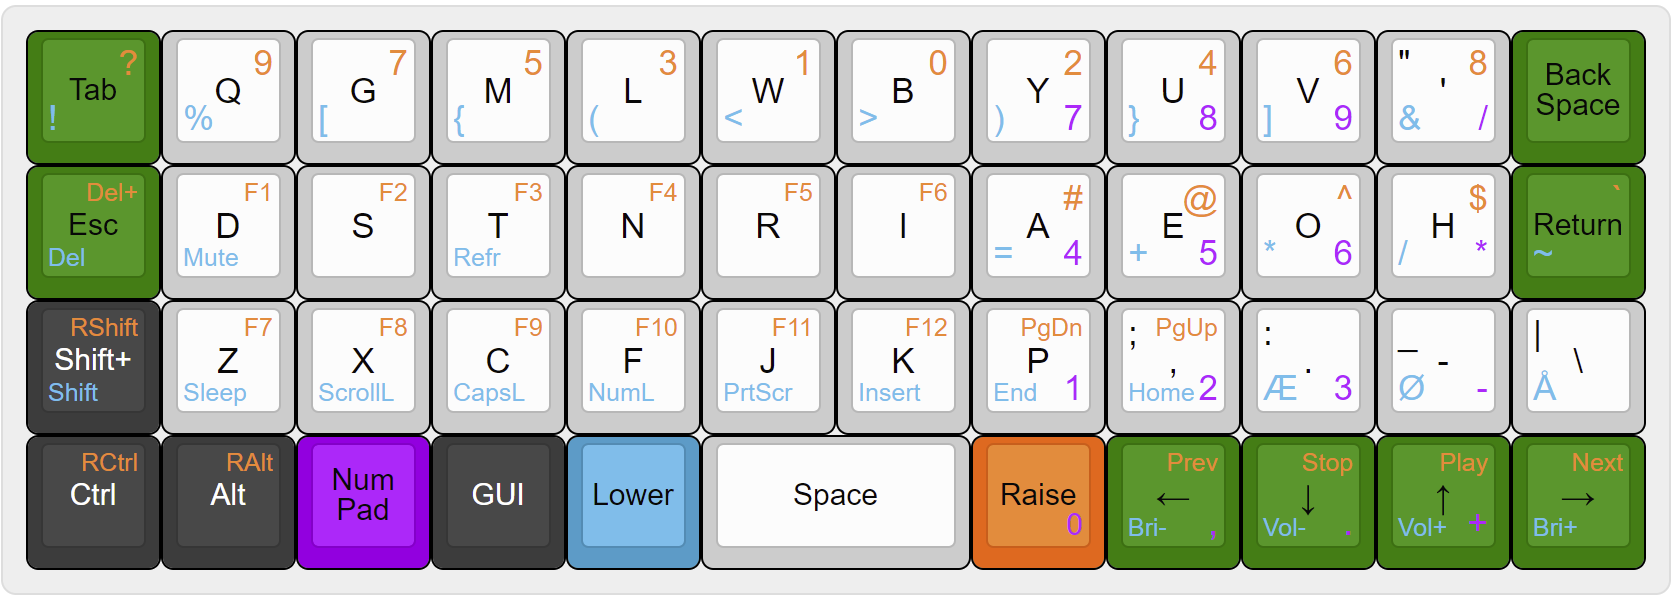 ? 9 7 5 3 1 0 2 4 6 " 8
Tab Q G M L W B Y U V ' Back Space
! % [ { ( < > ) 7 } 8 ] 9 & /
Del+ F1 F2 F3 F4 F5 F6 # @ ^ $ `
Esc D S T N R I A E O H Return
Del Mute Refr = 4 + 5 * 6 / * ~
RShift F7 F8 F9 F10 F11 F12 PgDn ; PgUp : _ |
Shift+ Z X C F J K P , . - \
Shift Sleep ScrollL CapsL NumL PrtScr Insert End 1 Home 2 Æ 3 Ø - Å
RCtrl RAlt Prev Stop Play Next
Ctrl Alt Num Pad GUI Lower Space Raise ← ↓ ↑ →
0 Bri- , Vol- . Vol+ + Bri+